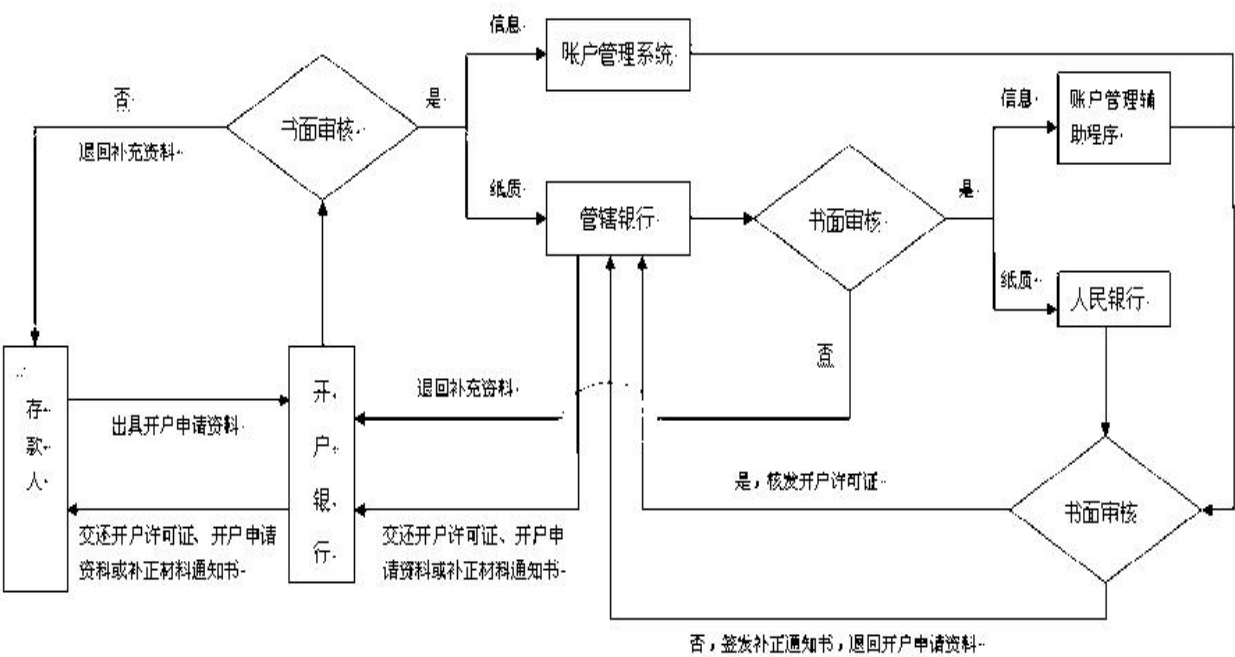 信息
账户管理系统
否
书面审核
是
信息
账户管理辅
助程序
退回补充资料
纸质
管辖银行
书面审核
是
纸质
人民银行
否
存
款
人
开
户
银
行
退回补充资料
出具开户申请资料
是，核发开户许可证
书面审核
交还开户许可证、开户申请
资料或补正材料通知书
交还开户许可证、开户申
请资料或补正材料通知书
否，签发补正通知书，退回开户申请资料